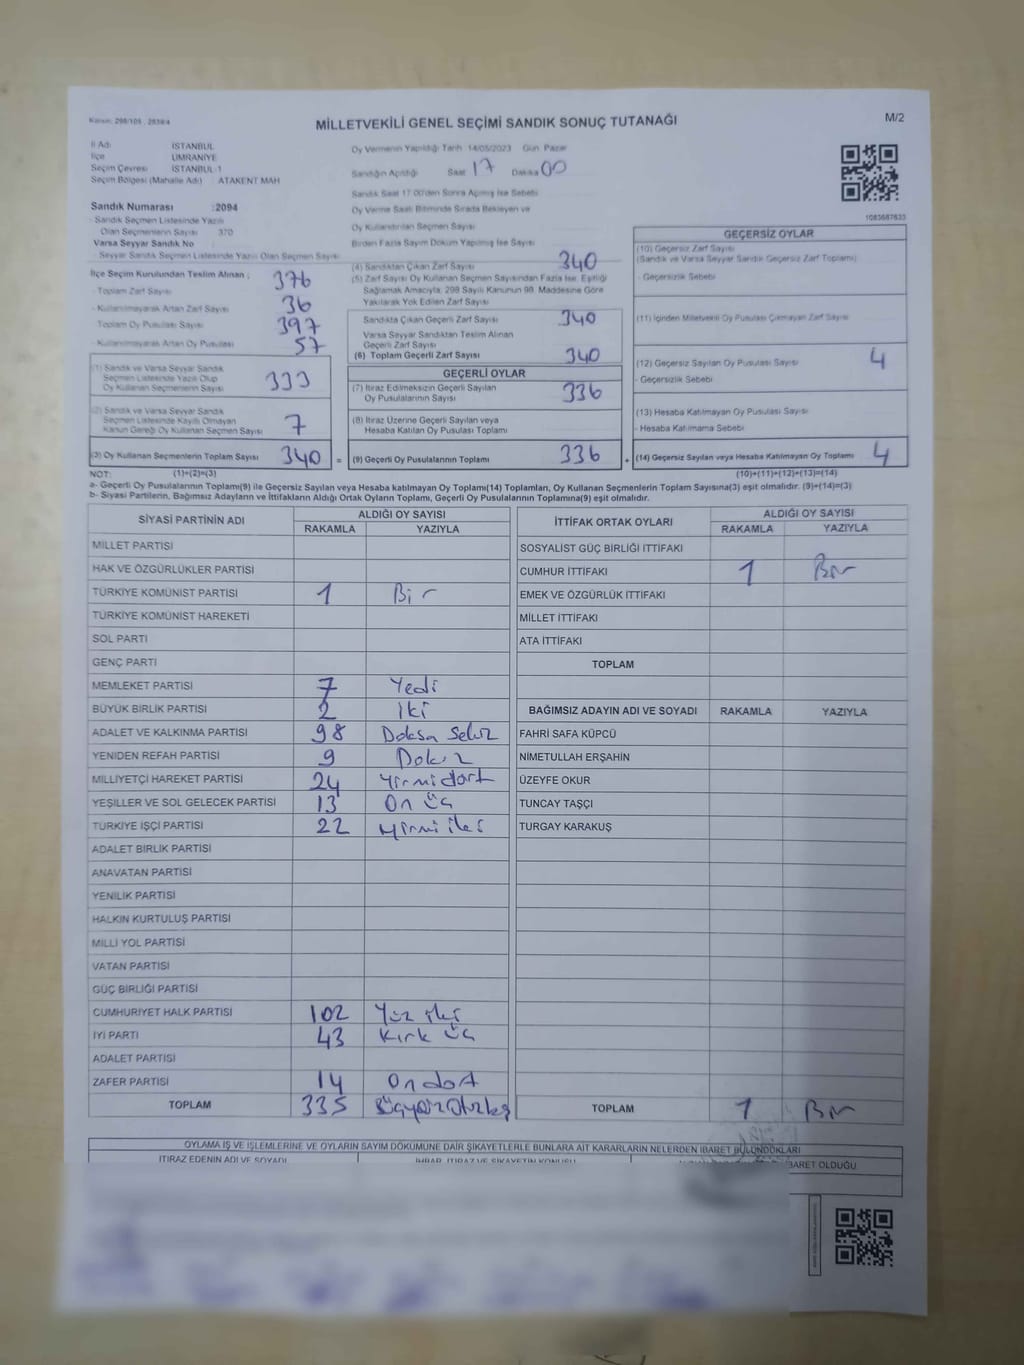 Kanun: 298/105 - 2839/4
MİLLETVEKİLİ GENEL SEÇİMİ SANDIK SONUÇ TUTANAĞI
M/2
İl Adı İSTANBUL
İlçe ÜMRANİYE
Seçim Çevresi İSTANBUL-1
Seçim Bölgesi (Mahalle Adı) ATAKENT MAH
Oy Vermenin Yapıldığı Tarih 14/05/2023 Gün Pazar
Sandığın Açıldığı Saat 17 Dakika 00
Sandık Saat 17.00'den Sonra Açılmış İse Sebebi
Oy Verme Saati Bitiminde Sırada Bekleyen ve
Oy Kullandırılan Seçmen Sayısı
Birden Fazla Sayım Döküm Yapılmış İse Sayısı
1083687633
Sandık Numarası : 2094
- Sandık Seçmen Listesinde Yazılı
Olan Seçmenlerin Sayısı 370
Varsa Seyyar Sandık No
Seyyar Sandık Seçmen Listesinde Yazılı Olan Seçmen Sayısı
İlçe Seçim Kurulundan Teslim Alınan ;
- Toplam Zarf Sayısı 376
- Kullanılmayarak Artan Zarf Sayısı 36
Toplam Oy Pusulası Sayısı 397
- Kullanılmayarak Artan Oy Pusulası 57
(1) Sandık ve Varsa Seyyar Sandık
Seçmen Listesinde Yazılı Olup
Oy Kullanan Seçmenlerin Sayısı 333
(2) Sandık ve Varsa Seyyar Sandık
Seçmen Listesinde Kayıtlı Olmayan
Kanun Gereği Oy Kullanan Seçmen Sayısı 7
(3) Oy Kullanan Seçmenlerin Toplam Sayısı 340 =
(4) Sandıktan Çıkan Zarf Sayısı 340
(5) Zarf Sayısı Oy Kullanan Seçmen Sayısından Fazla İse, Eşitliği
Sağlamak Amacıyla, 298 Sayılı Kanunun 98. Maddesine Göre
Yakılarak Yok Edilen Zarf Sayısı
Sandıkta Çıkan Geçerli Zarf Sayısı 340
Varsa Seyyar Sandıktan Teslim Alınan
Geçerli Zarf Sayısı
(6) Toplam Geçerli Zarf Sayısı 340
GEÇERLİ OYLAR
(7) İtiraz Edilmeksizin Geçerli Sayılan
Oy Pusulalarının Sayısı 336
(8) İtiraz Üzerine Geçerli Sayılan veya
Hesaba Katılan Oy Pusulası Toplamı
(9) Geçerli Oy Pusulalarının Toplamı 336 +
GEÇERSİZ OYLAR
(10) Geçersiz Zarf Sayısı
(Sandık ve Varsa Seyyar Sandık Geçersiz Zarf Toplamı)
- Geçersizlik Sebebi
(11) İçinden Milletvekili Oy Pusulası Çıkmayan Zarf Sayısı
(12) Geçersiz Sayılan Oy Pusulası Sayısı 4
- Geçersizlik Sebebi
(13) Hesaba Katılmayan Oy Pusulası Sayısı
- Hesaba Katılmama Sebebi
(14) Geçersiz Sayılan veya Hesaba Katılmayan Oy Toplamı 4
NOT: (1)+(2)=(3) (10)+(11)+(12)+(13)=(14)
a- Geçerli Oy Pusulalarının Toplamı(9) ile Geçersiz Sayılan veya Hesaba katılmayan Oy Toplamı(14) Toplamları, Oy Kullanan Seçmenlerin Toplam Sayısına(3) eşit olmalıdır. (9)+(14)=(3)
b- Siyasi Partilerin, Bağımsız Adayların ve İttifakların Aldığı Ortak Oyların Toplamı, Geçerli Oy Pusulalarının Toplamına(9) eşit olmalıdır.
SİYASİ PARTİNİN ADI ALDIĞI OY SAYISI
RAKAMLA YAZIYLA
MİLLET PARTİSİ
HAK VE ÖZGÜRLÜKLER PARTİSİ
TÜRKİYE KOMÜNİST PARTİSİ 1 Bir
TÜRKİYE KOMÜNİST HAREKETİ
SOL PARTİ
GENÇ PARTİ
MEMLEKET PARTİSİ 7 Yedi
BÜYÜK BİRLİK PARTİSİ 2 İki
ADALET VE KALKINMA PARTİSİ 98 Doksa Sekiz
YENİDEN REFAH PARTİSİ 9 Dokuz
MİLLİYETÇİ HAREKET PARTİSİ 24 Yirmidört
YEŞİLLER VE SOL GELECEK PARTİSİ 13 On üç
TÜRKİYE İŞÇİ PARTİSİ 22 Yirmi iki
ADALET BİRLİK PARTİSİ
ANAVATAN PARTİSİ
YENİLİK PARTİSİ
HALKIN KURTULUŞ PARTİSİ
MİLLİ YOL PARTİSİ
VATAN PARTİSİ
GÜÇ BİRLİĞİ PARTİSİ
CUMHURİYET HALK PARTİSİ 102 Yüz iki
İYİ PARTİ 43 Kırk üç
ADALET PARTİSİ
ZAFER PARTİSİ 14 On dört
TOPLAM 335 Üçyüz Otuzbeş
İTTİFAK ORTAK OYLARI ALDIĞI OY SAYISI
RAKAMLA YAZIYLA
SOSYALİST GÜÇ BİRLİĞİ İTTİFAKI
CUMHUR İTTİFAKI 1 Bir
EMEK VE ÖZGÜRLÜK İTTİFAKI
MİLLET İTTİFAKI
ATA İTTİFAKI
TOPLAM
BAĞIMSIZ ADAYIN ADI VE SOYADI RAKAMLA YAZIYLA
FAHRİ SAFA KÜPCÜ
NİMETULLAH ERŞAHİN
ÜZEYFE OKUR
TUNCAY TAŞÇI
TURGAY KARAKUŞ
TOPLAM 1 Bir
OYLAMA İŞ VE İŞLEMLERİNE VE OYLARIN SAYIM DÖKÜMÜNE DAİR ŞİKAYETLERLE BUNLARA AİT KARARLARIN NELERDEN İBARET BULUNDUKLARI
İTİRAZ EDENİN ADI VE SOYADI İHBAR, İTİRAZ VE ŞİKAYETİN KONUSU İBARET OLDUĞU